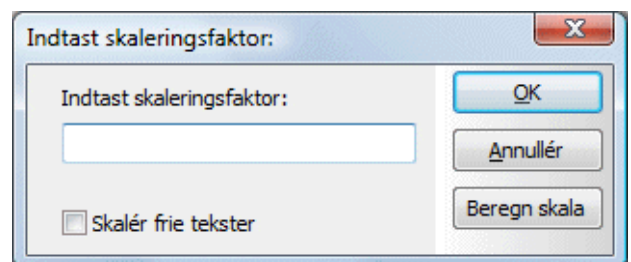 Indtast skaleringsfaktor:
Indtast skaleringsfaktor:
OK
Annullér
Skalér frie tekster
Beregn skala